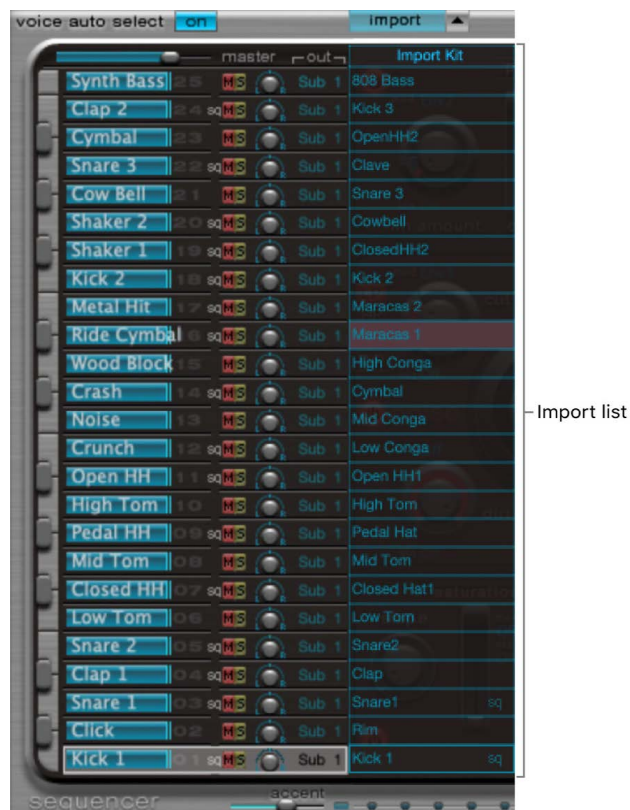 voice auto select on import
master out Import Kit
Synth Bass 25 M S Sub 1 808 Bass
Clap 2 24 sq M S Sub 1 Kick 3
Cymbal 23 M S Sub 1 OpenHH2
Snare 3 22 sq M S Sub 1 Clave
Cow Bell 21 M S Sub 1 Snare 3
Shaker 2 20 sq M S Sub 1 Cowbell
Shaker 1 19 sq M S Sub 1 ClosedHH2
Kick 2 18 sq M S Sub 1 Kick 2
Metal Hit 17 sq M S Sub 1 Maracas 2
Ride Cymbal 6 sq M S Sub 1 Maracas 1
Wood Block 15 M S Sub 1 High Conga
Crash 14 sq M S Sub 1 Cymbal
Import list
Noise 13 M S Sub 1 Mid Conga
Crunch 12 sq M S Sub 1 Low Conga
Open HH 11 sq M S Sub 1 Open HH1
High Tom 10 M S Sub 1 High Tom
Pedal HH 09 sq M S Sub 1 Pedal Hat
Mid Tom 08 M S Sub 1 Mid Tom
Closed HH 07 sq M S Sub 1 Closed Hat1
Low Tom 06 M S Sub 1 Low Tom
Snare 2 05 sq M S Sub 1 Snare2
Clap 1 04 sq M S Sub 1 Clap
Snare 1 03 sq M S Sub 1 Snare1 sq
Click 02 M S Sub 1 Rim
Kick 1 01 sq M S Sub 1 Kick 1 sq
sequencer accent